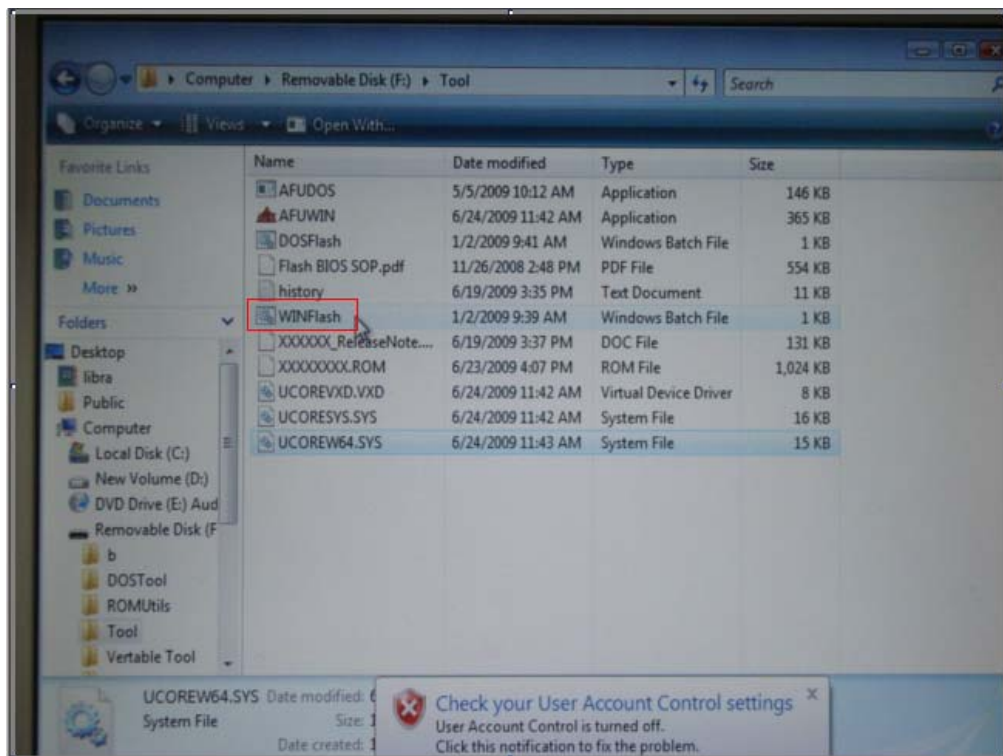 Computer ▸ Removable Disk (F:) ▸ Tool
Search
Organize Views Open With...
Favorite Links
Documents
Pictures
Music
More »
Folders
Desktop
libra
Public
Computer
Local Disk (C:)
New Volume (D:)
DVD Drive (E:) Aud
Removable Disk (F
b
DOSTool
ROMUtils
Tool
Vertable Tool
Name Date modified Type Size
AFUDOS 5/5/2009 10:12 AM Application 146 KB
AFUWIN 6/24/2009 11:42 AM Application 365 KB
DOSFlash 1/2/2009 9:41 AM Windows Batch File 1 KB
Flash BIOS SOP.pdf 11/26/2008 2:48 PM PDF File 554 KB
history 6/19/2009 3:35 PM Text Document 11 KB
WINFlash 1/2/2009 9:39 AM Windows Batch File 1 KB
XXXXXX_ReleaseNote.... 6/19/2009 3:37 PM DOC File 131 KB
XXXXXXXX.ROM 6/23/2009 4:07 PM ROM File 1,024 KB
UCOREVXD.VXD 6/24/2009 11:42 AM Virtual Device Driver 8 KB
UCORESYS.SYS 6/24/2009 11:42 AM System File 16 KB
UCOREW64.SYS 6/24/2009 11:43 AM System File 15 KB
UCOREW64.SYS Date modified: 6
System File Size: 1
Date created: 1
Check your User Account Control settings
User Account Control is turned off.
Click this notification to fix the problem.